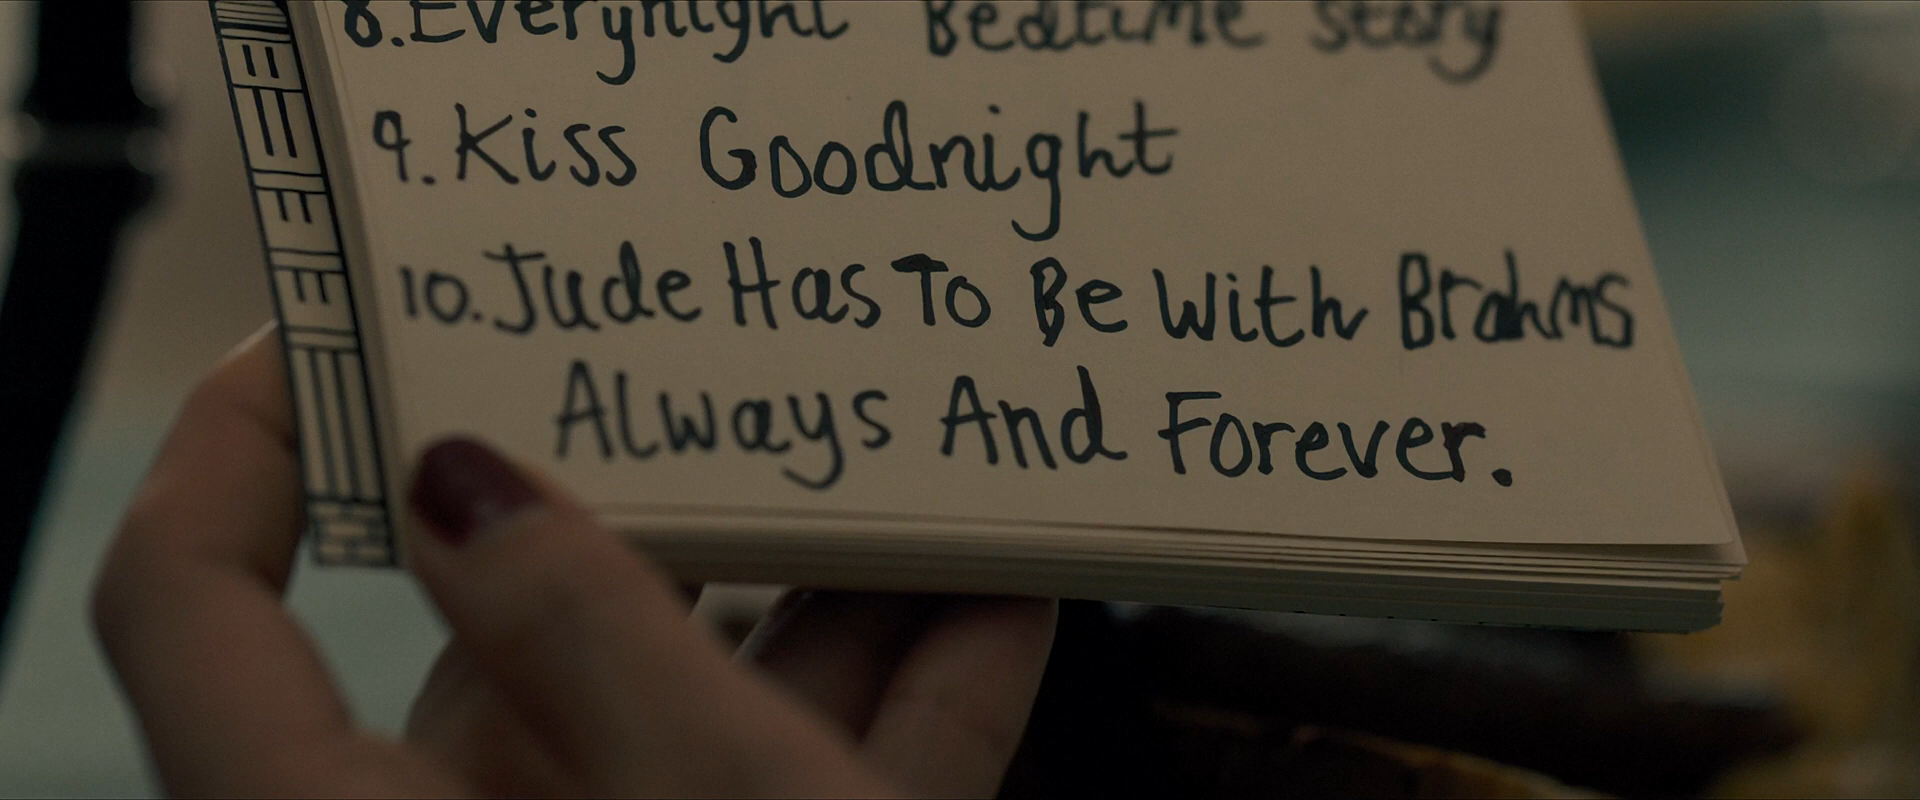 8. Everynight Bedtime Story
9. Kiss Goodnight
10. Jude Has To Be With Brahms
Always And Forever.